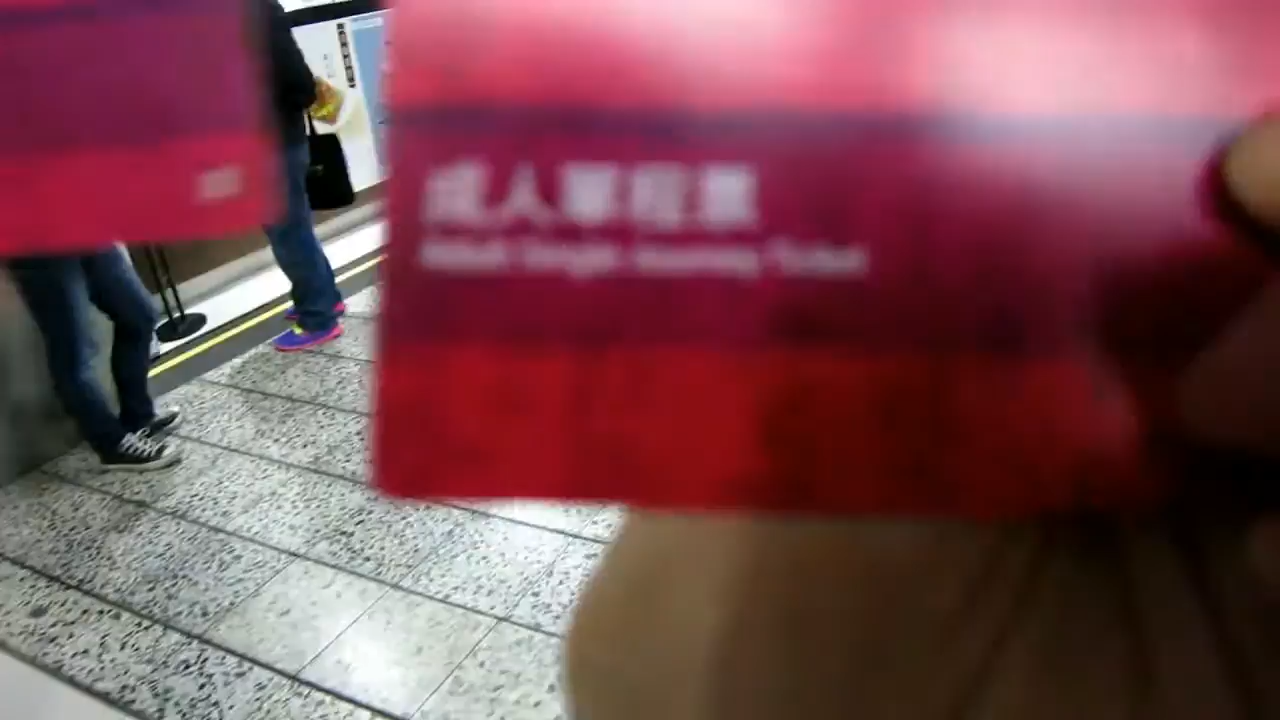 成人單程票
Adult Single Journey Ticket